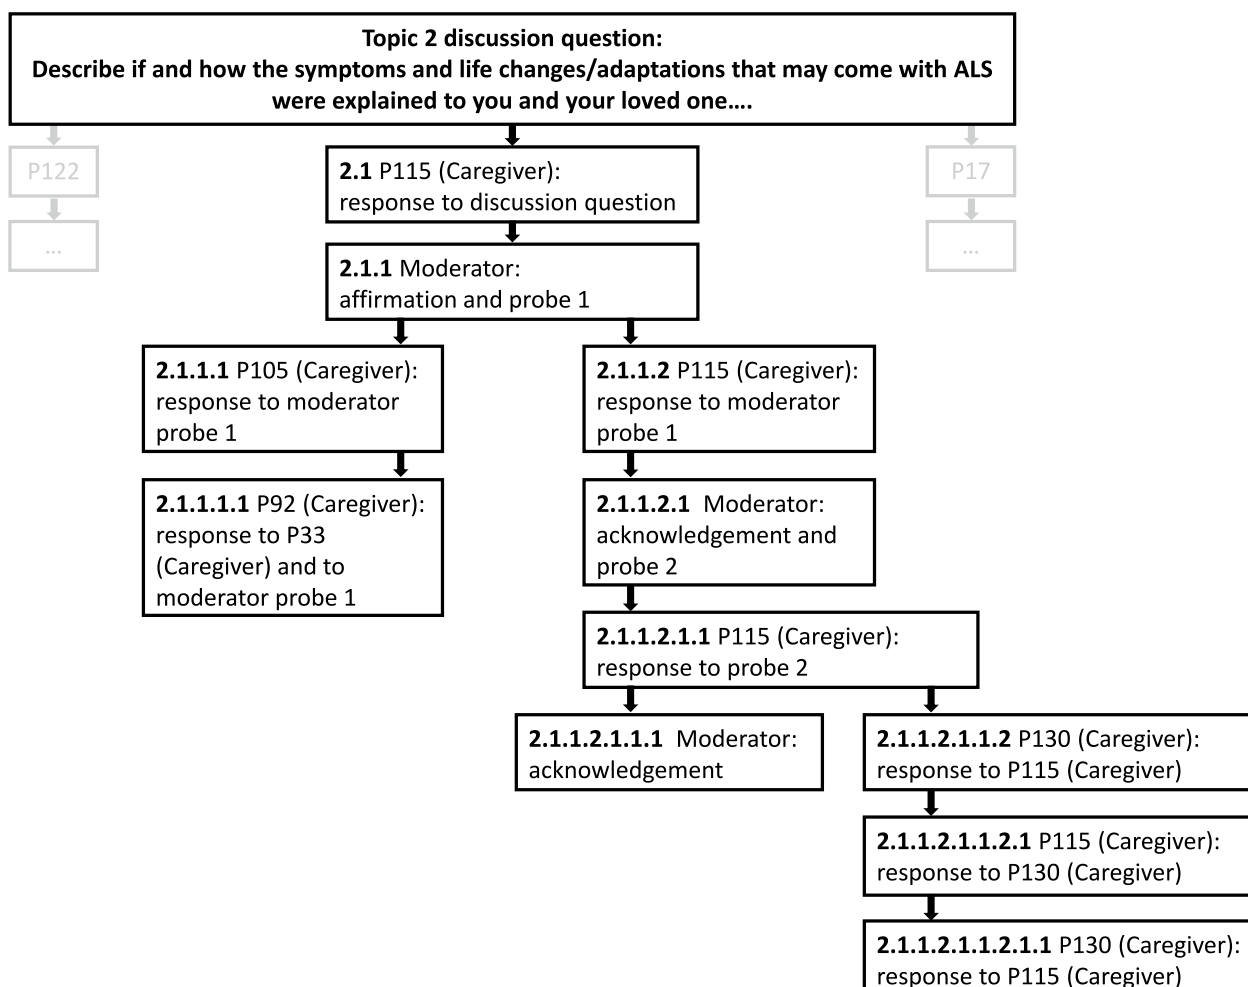 Topic 2 discussion question:
Describe if and how the symptoms and life changes/adaptations that may come with ALS
were explained to you and your loved one….
P122
...
2.1 P115 (Caregiver):
response to discussion question
P17
...
2.1.1 Moderator:
affirmation and probe 1
2.1.1.1 P105 (Caregiver):
response to moderator
probe 1
2.1.1.2 P115 (Caregiver):
response to moderator
probe 1
2.1.1.1.1 P92 (Caregiver):
response to P33
(Caregiver) and to
moderator probe 1
2.1.1.2.1 Moderator:
acknowledgement and
probe 2
2.1.1.2.1.1 P115 (Caregiver):
response to probe 2
2.1.1.2.1.1.1 Moderator:
acknowledgement
2.1.1.2.1.1.2 P130 (Caregiver):
response to P115 (Caregiver)
2.1.1.2.1.1.2.1 P115 (Caregiver):
response to P130 (Caregiver)
2.1.1.2.1.1.2.1.1 P130 (Caregiver):
response to P115 (Caregiver)